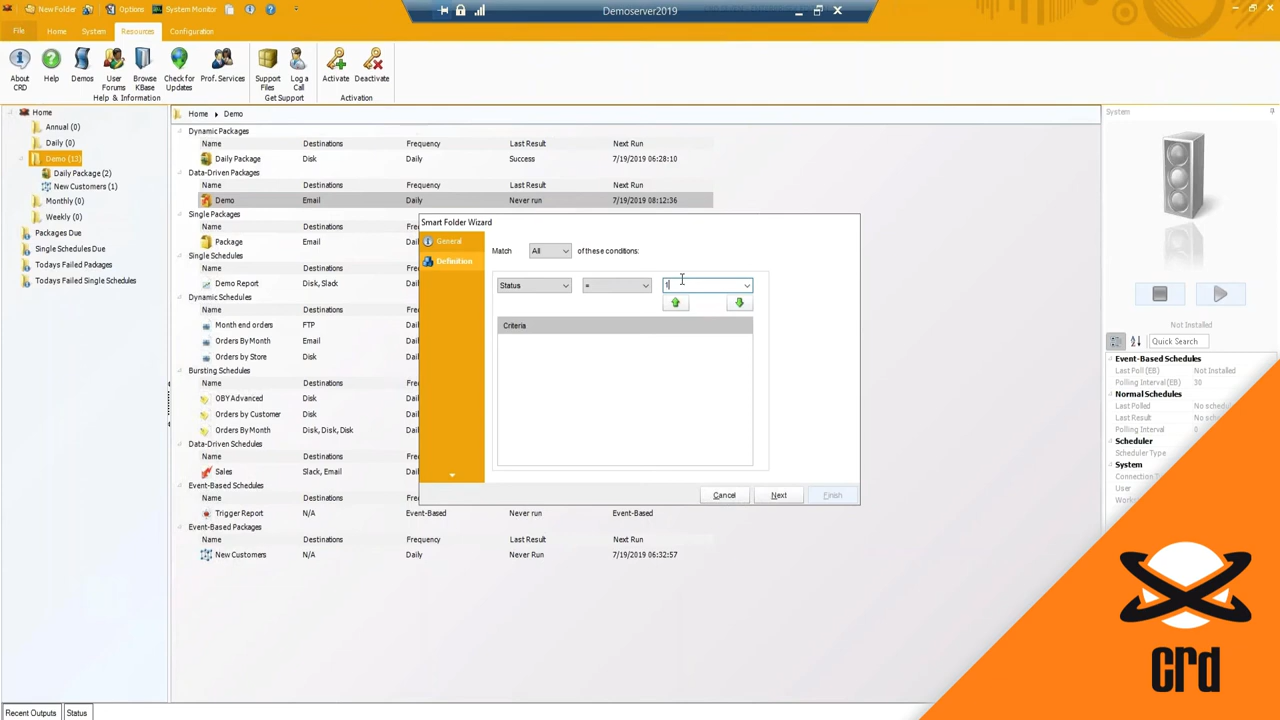 New Folder Options System Monitor
Demoserver2019
File Home System Resources Configuration
About CRD
Help
Demos
User Forums
Browse KBase
Check for Updates
Prof. Services
Support Files
Log a Call
Activate
Deactivate
Help & Information
Get Support
Activation
Home
Annual (0)
Daily (0)
Demo (13)
Daily Package (2)
New Customers (1)
Monthly (0)
Weekly (0)
Packages Due
Single Schedules Due
Todays Failed Packages
Todays Failed Single Schedules
Home Demo
Dynamic Packages
Name Destinations Frequency Last Result Next Run
Daily Package Disk Daily Success 7/19/2019 06:28:10
Data-Driven Packages
Name Destinations Frequency Last Result Next Run
Demo Email Daily Never run 7/19/2019 08:12:36
Single Packages
Name Destinations
Package Email
Single Schedules
Name Destinations
Demo Report Disk, Slack
Dynamic Schedules
Name Destinations
Month end orders FTP
Orders By Month Email
Orders by Store Disk
Bursting Schedules
Name Destinations
OBY Advanced Disk
Orders by Customer Disk
Orders By Month Disk, Disk, Disk
Data-Driven Schedules
Name Destinations
Sales Slack, Email
Event-Based Schedules
Name Destinations
Trigger Report N/A Event-Based Never run Event-Based
Event-Based Packages
Name Destinations Frequency Last Result Next Run
New Customers N/A Daily Never Run 7/19/2019 06:32:57
Smart Folder Wizard
General
Definition
Match All of these conditions:
Status = 1
Criteria
Cancel Next Finish
System
Not Installed
Quick Search
Event-Based Schedules
Last Poll (EB) Not Installed
Polling Interval (EB) 30
Normal Schedules
Last Polled
Last Result
Polling Interval 0
Scheduler
Scheduler Type
System
User
crd
Recent Outputs Status